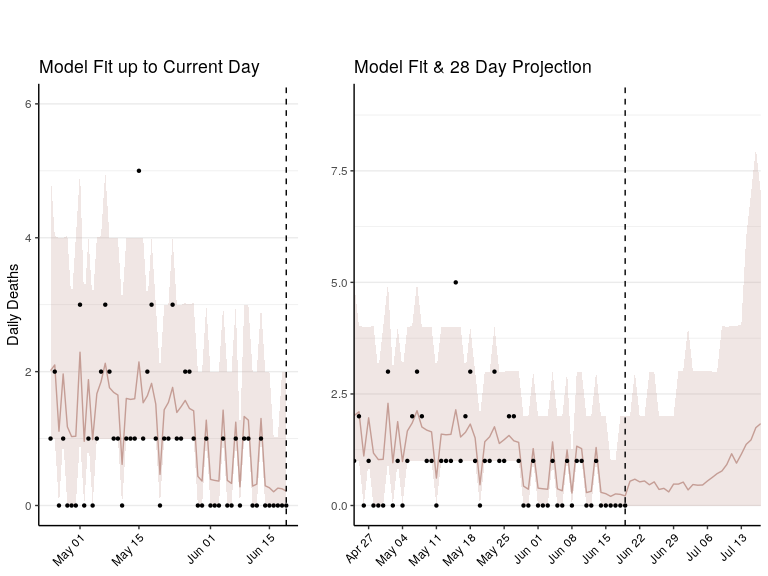 Model Fit up to Current Day
Daily Deaths
6
4
2
0
May 01
May 15
Jun 01
Jun 15
Model Fit & 28 Day Projection
7.5
5.0
2.5
0.0
Apr 27
May 04
May 11
May 18
May 25
Jun 01
Jun 08
Jun 15
Jun 22
Jun 29
Jul 06
Jul 13